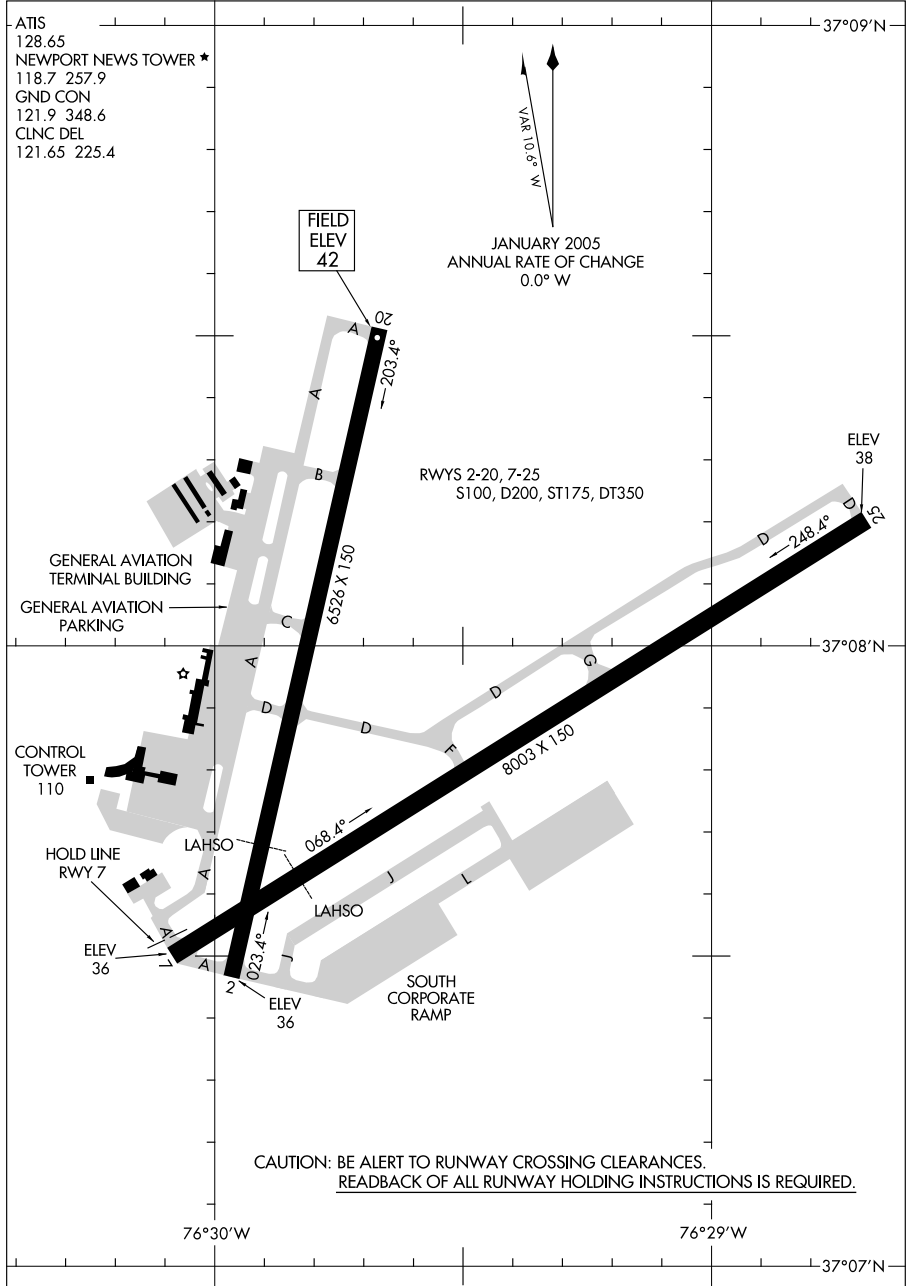 ATIS
128.65
NEWPORT NEWS TOWER
118.7 257.9
GND CON
121.9 348.6
CLNC DEL
121.65 225.4
37°09'N
VAR 10.6° W
JANUARY 2005
ANNUAL RATE OF CHANGE
0.0° W
FIELD
ELEV
42
20
A
203.4°
A
B
RWYS 2-20, 7-25
S100, D200, ST175, DT350
ELEV
38
D
25
D
248.4°
GENERAL AVIATION
TERMINAL BUILDING
GENERAL AVIATION
PARKING
6526 X 150
C
A
37°08'N
G
D
D
D
F
8003 X 150
CONTROL
TOWER
110
068.4°
LAHSO
HOLD LINE
RWY 7
A
J
L
LAHSO
A
ELEV
36
7
A
023.4°
J
2
ELEV
36
SOUTH
CORPORATE
RAMP
CAUTION: BE ALERT TO RUNWAY CROSSING CLEARANCES.
READBACK OF ALL RUNWAY HOLDING INSTRUCTIONS IS REQUIRED.
76°30'W
76°29'W
37°07'N